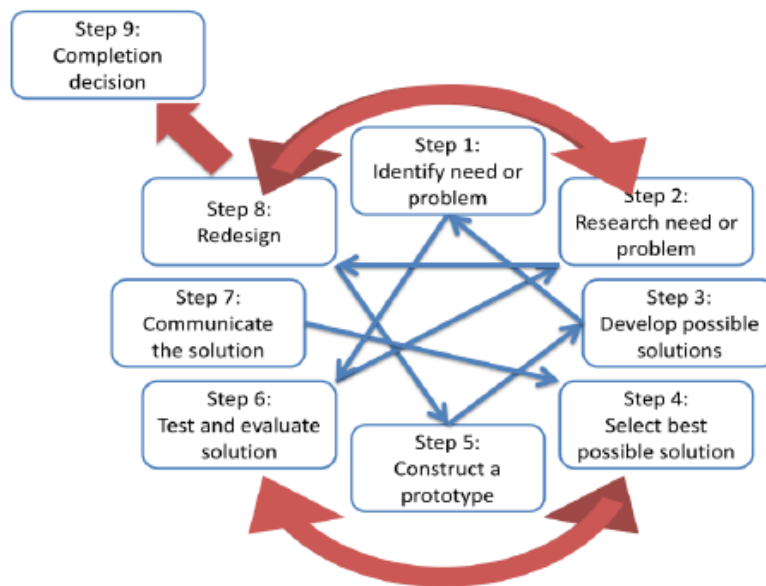 Step 9:
Completion
decision
Step 1:
Identify need or
problem
Step 2:
Research need or
problem
Step 3:
Develop possible
solutions
Step 4:
Select best
possible solution
Step 5:
Construct a
prototype
Step 6:
Test and evaluate
solution
Step 7:
Communicate
the solution
Step 8:
Redesign